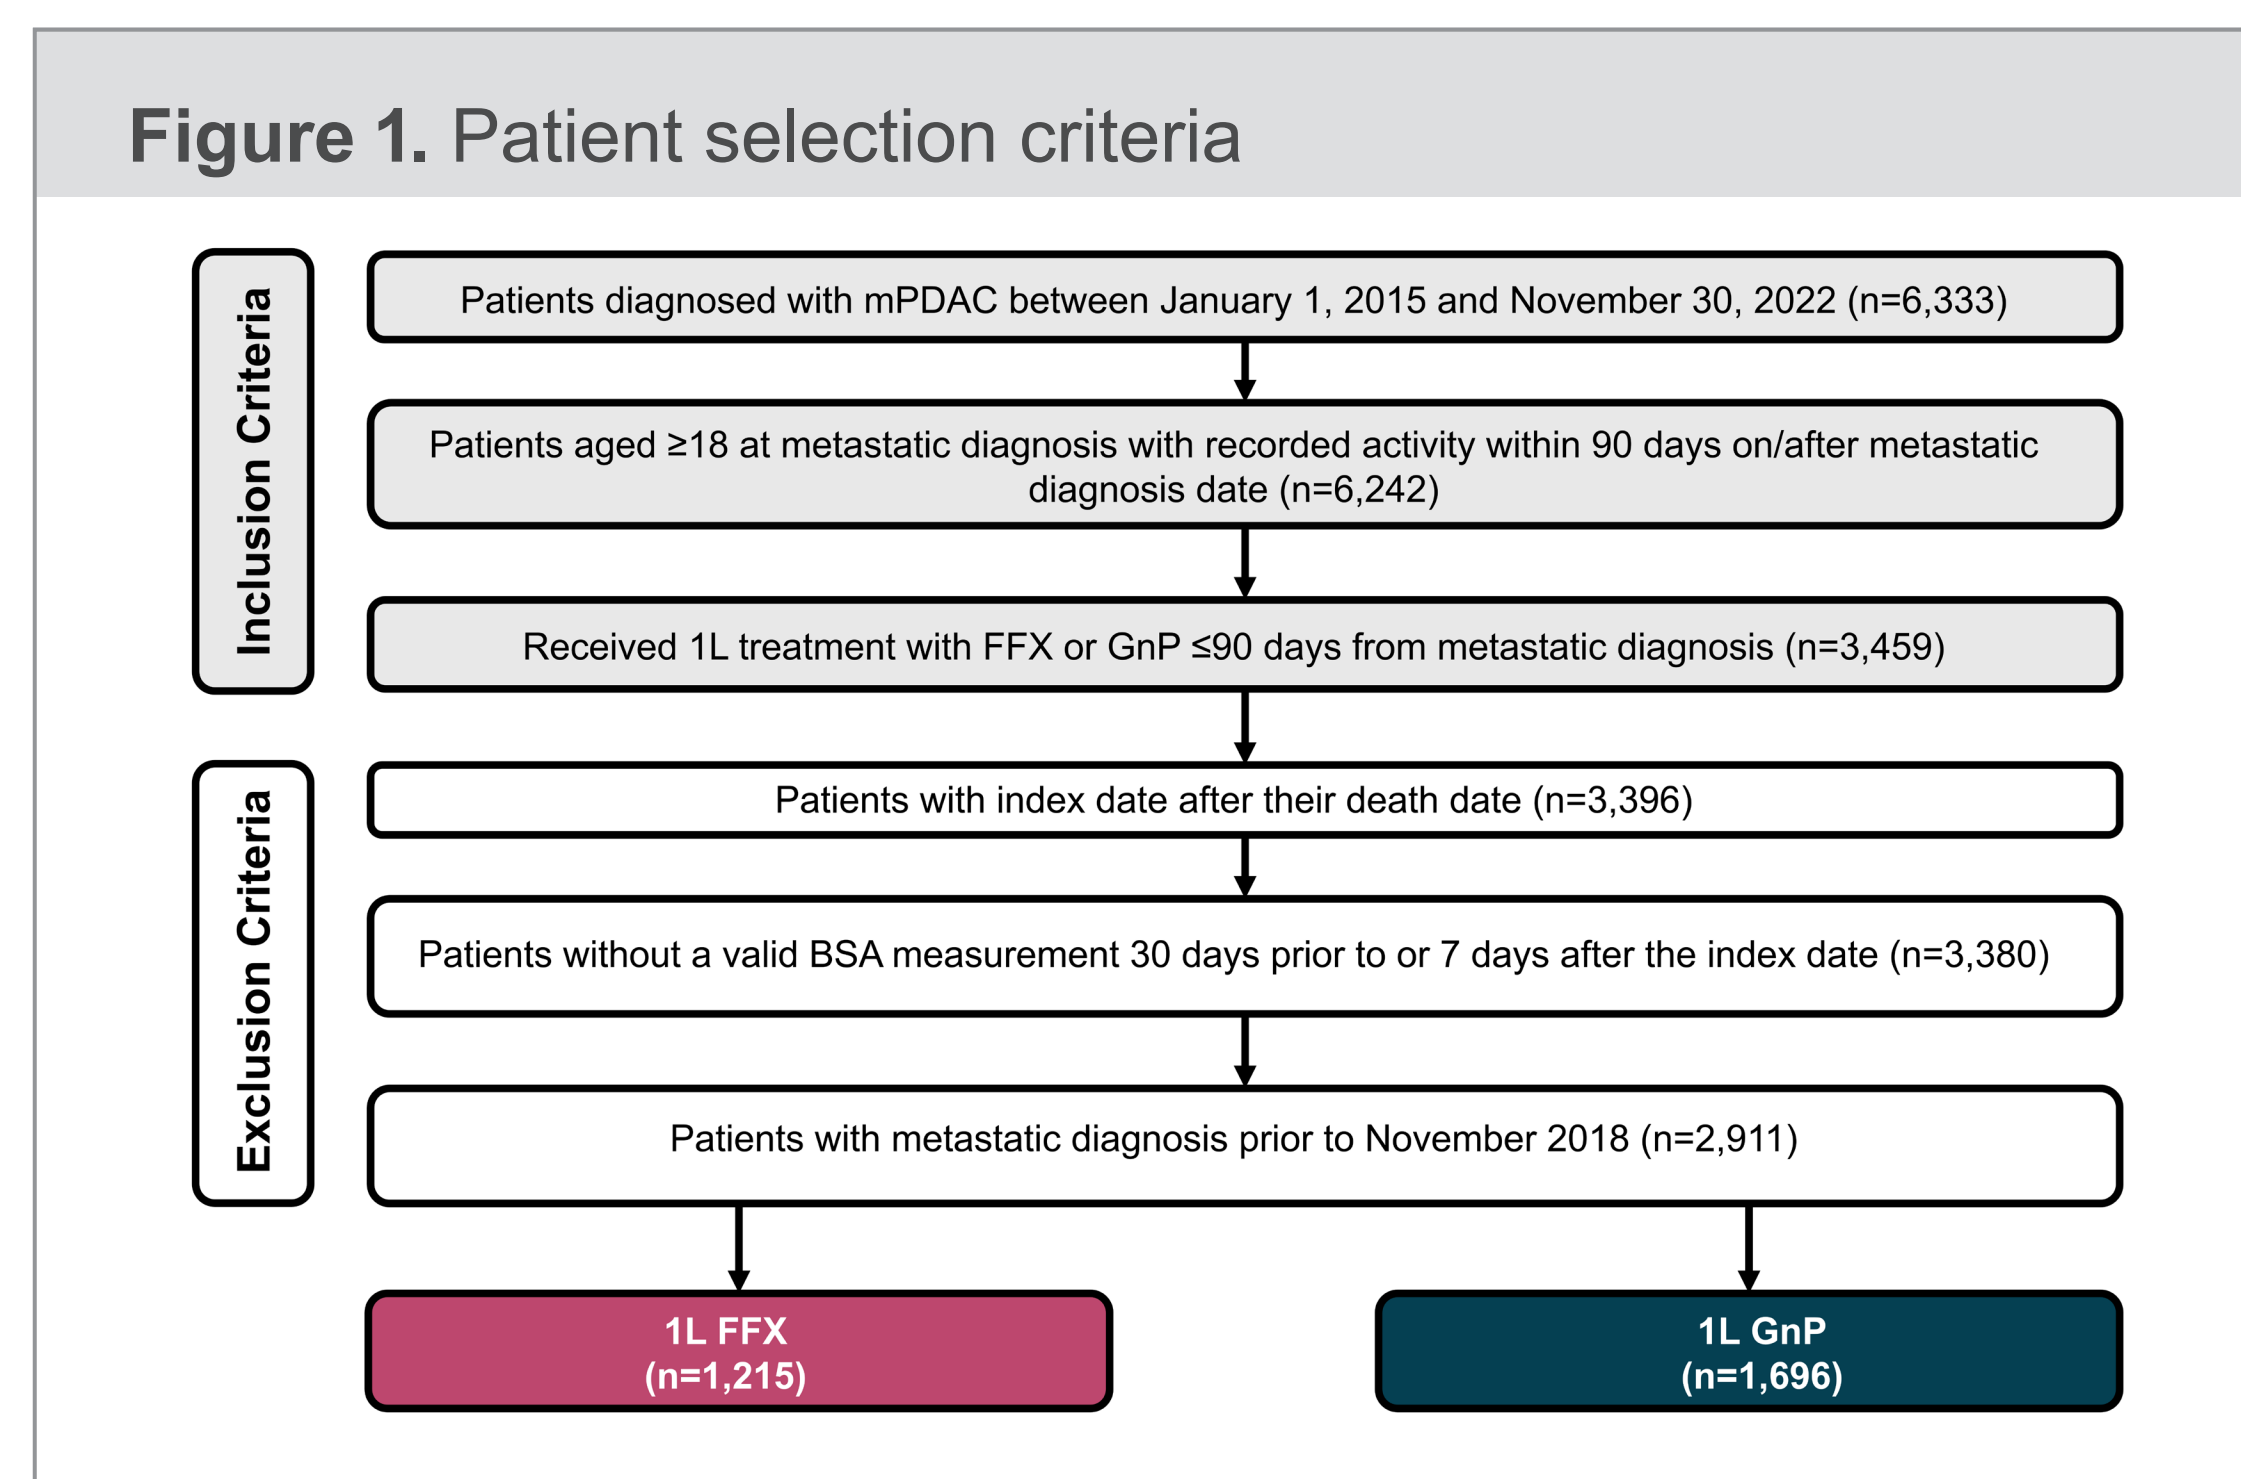 Figure 1. Patient selection criteria
Inclusion Criteria
Patients diagnosed with mPDAC between January 1, 2015 and November 30, 2022 (n=6,333)
Patients aged ≥18 at metastatic diagnosis with recorded activity within 90 days on/after metastatic
diagnosis date (n=6,242)
Received 1L treatment with FFX or GnP ≤90 days from metastatic diagnosis (n=3,459)
Exclusion Criteria
Patients with index date after their death date (n=3,396)
Patients without a valid BSA measurement 30 days prior to or 7 days after the index date (n=3,380)
Patients with metastatic diagnosis prior to November 2018 (n=2,911)
1L FFX
(n=1,215)
1L GnP
(n=1,696)